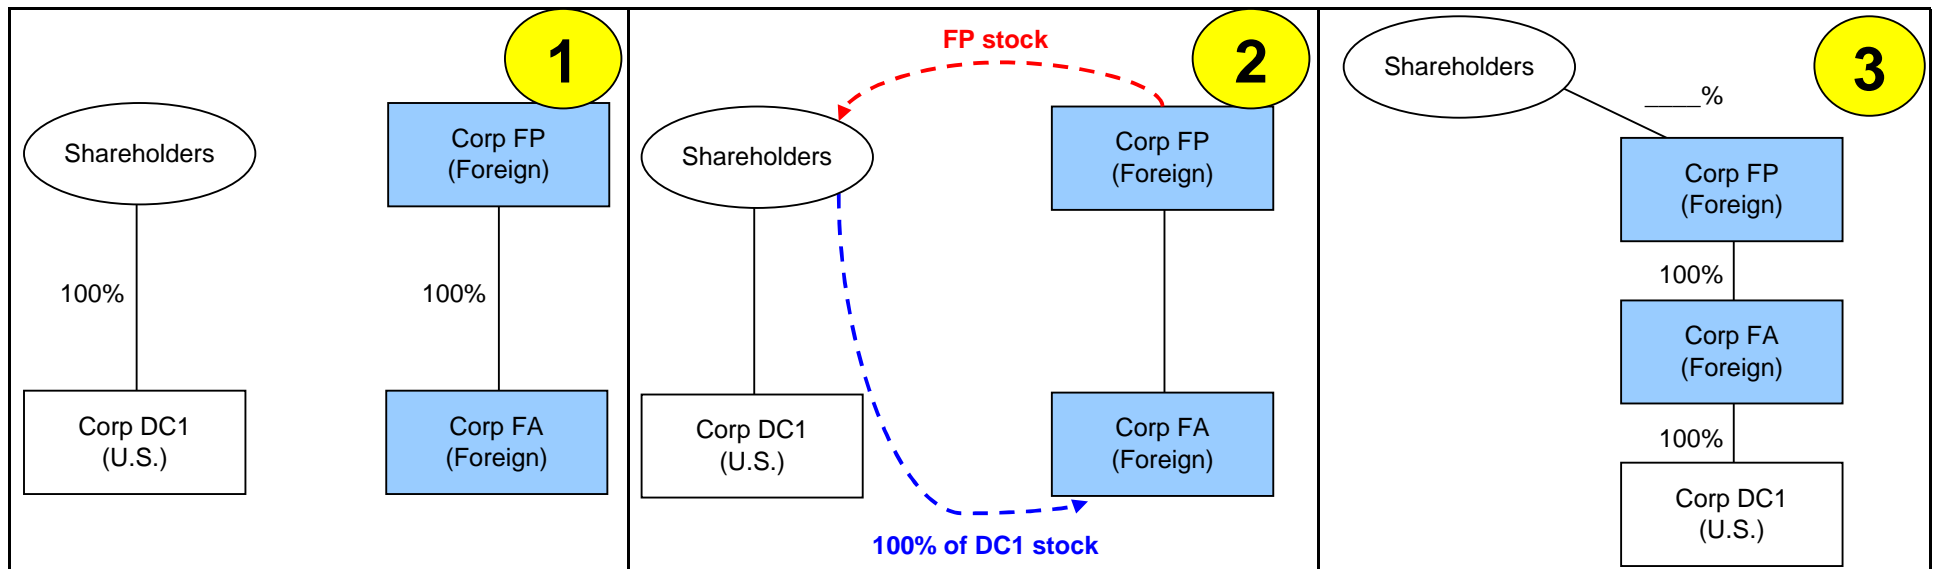 1
Shareholders
Corp FP
(Foreign)
100%
100%
Corp DC1
(U.S.)
Corp FA
(Foreign)
2
FP stock
Shareholders
Corp FP
(Foreign)
Corp DC1
(U.S.)
Corp FA
(Foreign)
100% of DC1 stock
3
Shareholders
____%
Corp FP
(Foreign)
100%
Corp FA
(Foreign)
100%
Corp DC1
(U.S.)